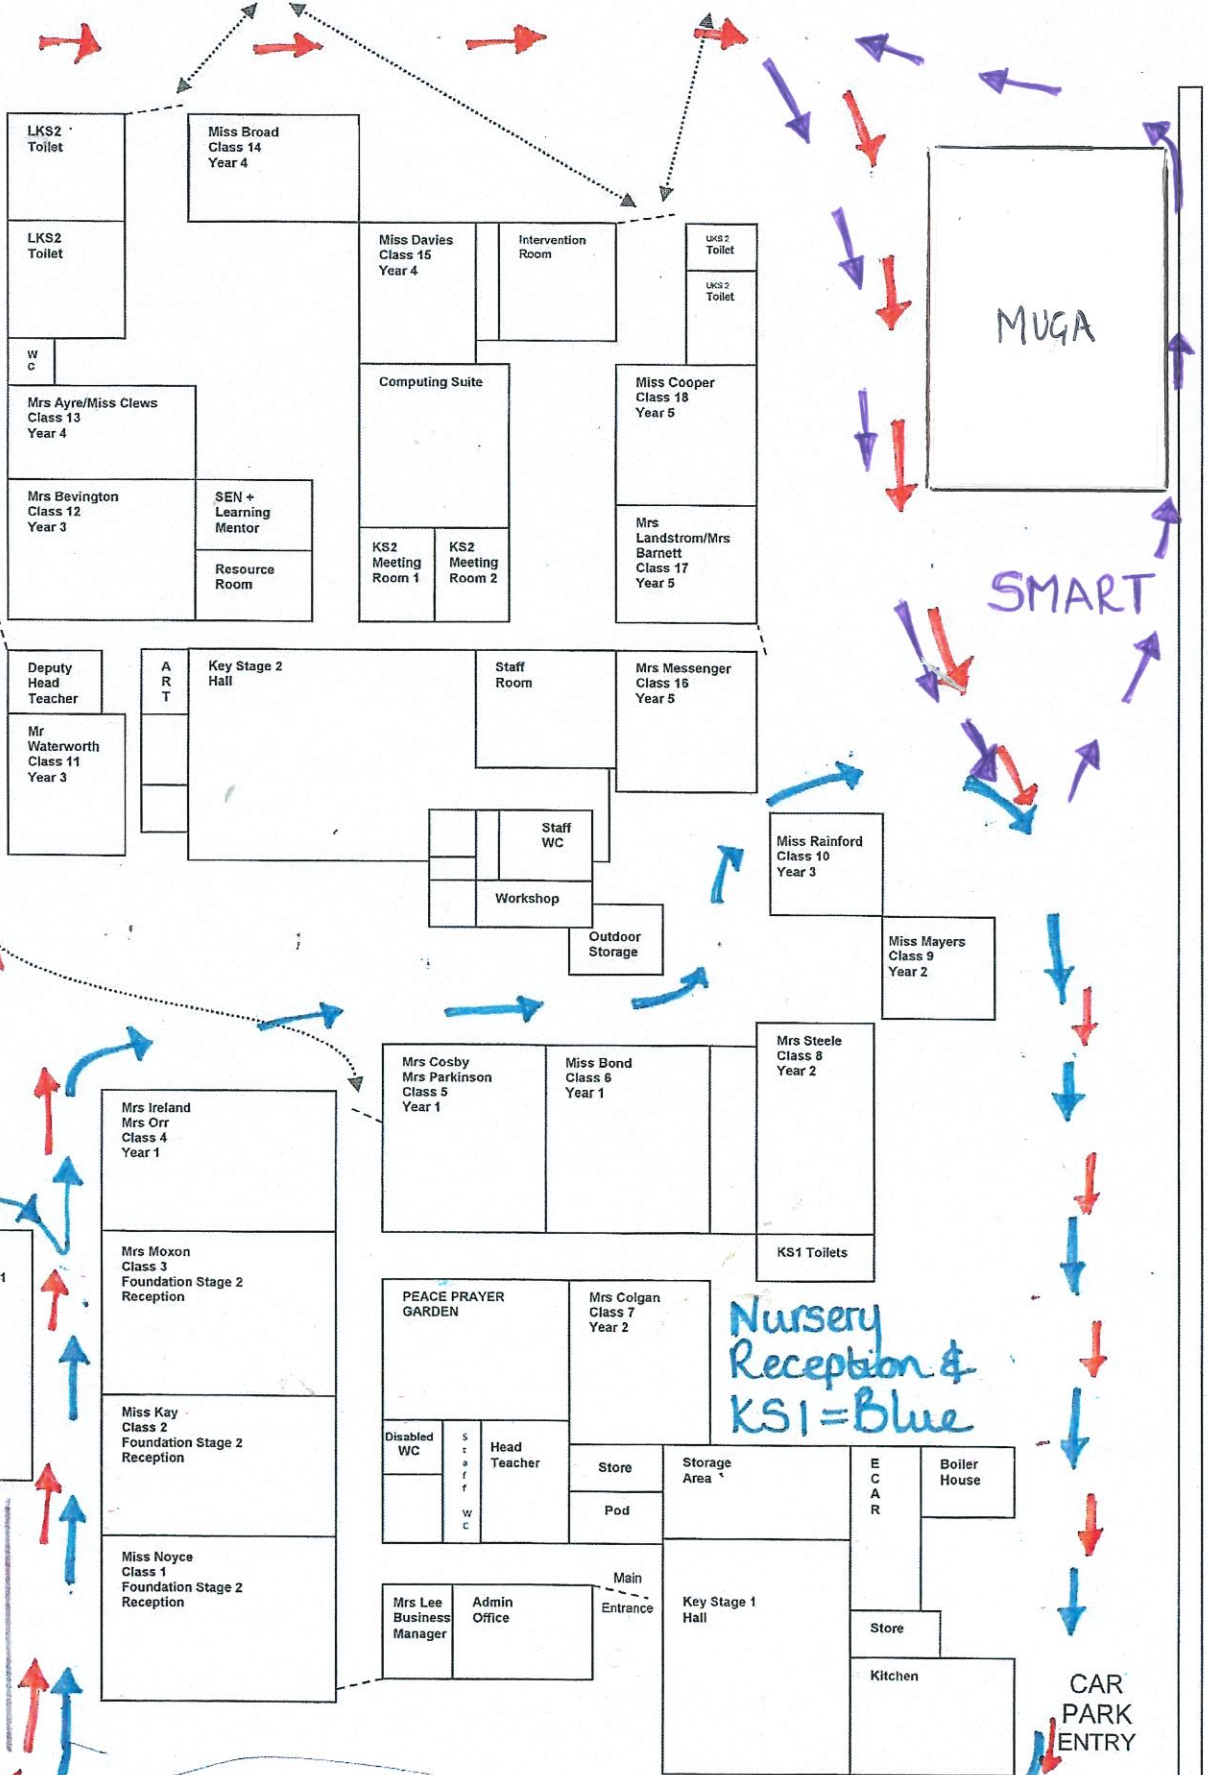 LKS2
Toilet
Miss Broad
Class 14
Year 4
LKS2
Toilet
Miss Davies
Class 15
Year 4
Intervention
Room
UKS2
Toilet
UKS2
Toilet
MUGA
W
C
Mrs Ayre/Miss Clews
Class 13
Year 4
Computing Suite
Miss Cooper
Class 18
Year 5
Mrs Bevington
Class 12
Year 3
SEN +
Learning
Mentor
Resource
Room
KS2
Meeting
Room 1
KS2
Meeting
Room 2
Mrs
Landstrom/Mrs
Barnett
Class 17
Year 5
SMART
Deputy
Head
Teacher
A
R
T
Key Stage 2
Hall
Staff
Room
Mrs Messenger
Class 16
Year 5
Mr
Waterworth
Class 11
Year 3
Staff
WC
Workshop
Outdoor
Storage
Miss Rainford
Class 10
Year 3
Miss Mayers
Class 9
Year 2
Mrs Cosby
Mrs Parkinson
Class 5
Year 1
Miss Bond
Class 6
Year 1
Mrs Steele
Class 8
Year 2
KS1 Toilets
Mrs Ireland
Mrs Orr
Class 4
Year 1
Mrs Moxon
Class 3
Foundation Stage 2
Reception
1
PEACE PRAYER
GARDEN
Mrs Colgan
Class 7
Year 2
Nursery
Reception &
KS1=Blue
Miss Kay
Class 2
Foundation Stage 2
Reception
Disabled
WC
S
t
a
f
f
W
C
Head
Teacher
Store
Pod
Storage
Area
E
C
A
R
Boiler
House
Miss Noyce
Class 1
Foundation Stage 2
Reception
Mrs Lee
Business
Manager
Admin
Office
Main
Entrance
Key Stage 1
Hall
Store
Kitchen
CAR
PARK
ENTRY